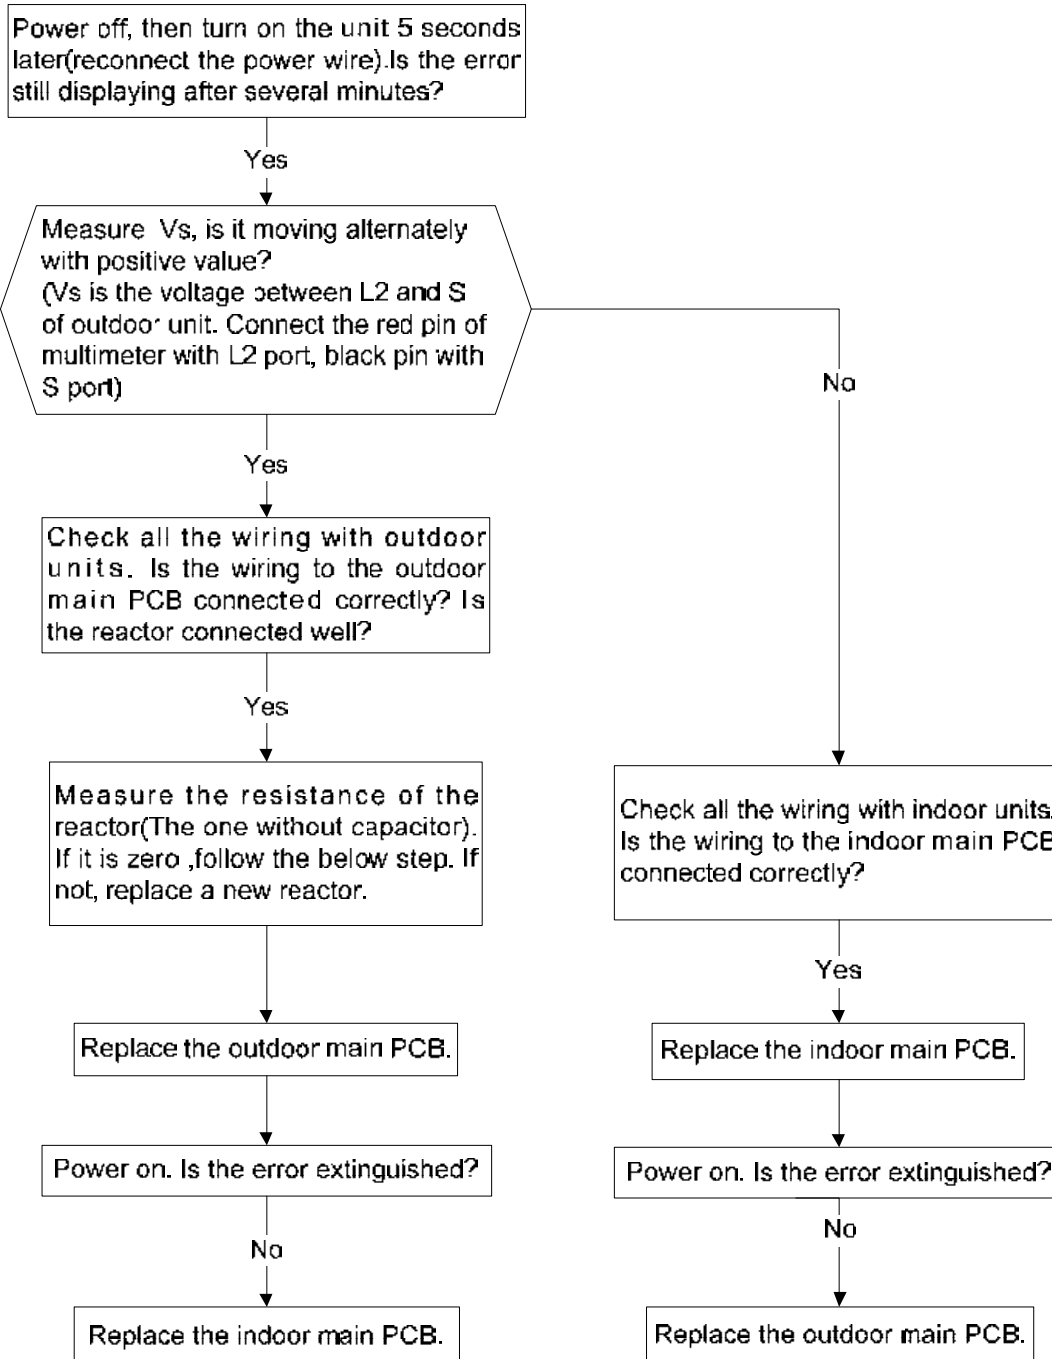 Power off, then turn on the unit 5 seconds
later(reconnect the power wire).Is the error
still displaying after several minutes?
Yes
Measure Vs, is it moving alternately
with positive value?
(Vs is the voltage between L2 and S
of outdoor unit. Connect the red pin of
multimeter with L2 port, black pin with
S port)
No
Yes
Check all the wiring with outdoor
units. Is the wiring to the outdoor
main PCB connected correctly? Is
the reactor connected well?
Yes
Measure the resistance of the
reactor(The one without capacitor).
If it is zero ,follow the below step. If
not, replace a new reactor.
Check all the wiring with indoor units.
Is the wiring to the indoor main PCB
connected correctly?
Yes
Replace the outdoor main PCB.
Replace the indoor main PCB.
Power on. Is the error extinguished?
Power on. Is the error extinguished?
No
No
Replace the indoor main PCB.
Replace the outdoor main PCB.